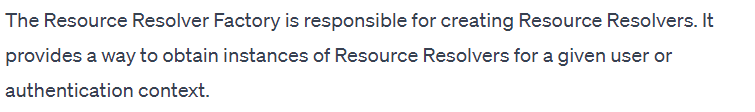 The Resource Resolver Factory is responsible for creating Resource Resolvers. It
provides a way to obtain instances of Resource Resolvers for a given user or
authentication context.